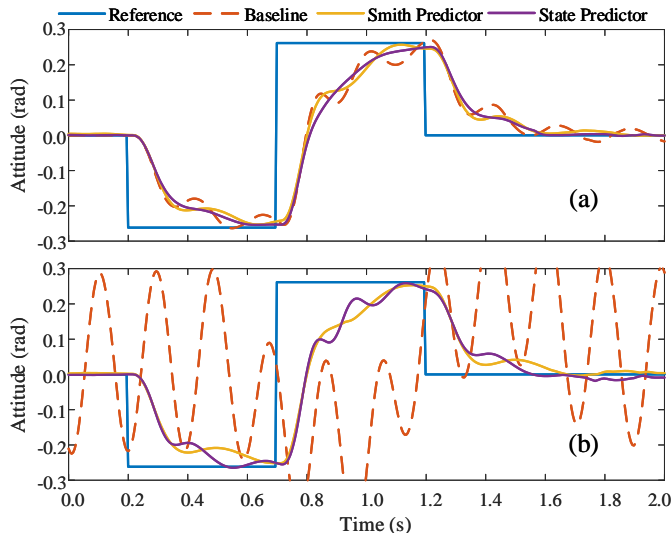 Reference Baseline Smith Predictor State Predictor
0.3
0.2
0.1
0.0
-0.1
-0.2
-0.3
Attitude (rad)
(a)
0.3
0.2
0.1
0.0
-0.1
-0.2
-0.3
Attitude (rad)
(b)
0.0 0.2 0.4 0.6 0.8 1.0 1.2 1.4 1.6 1.8 2.0
Time (s)